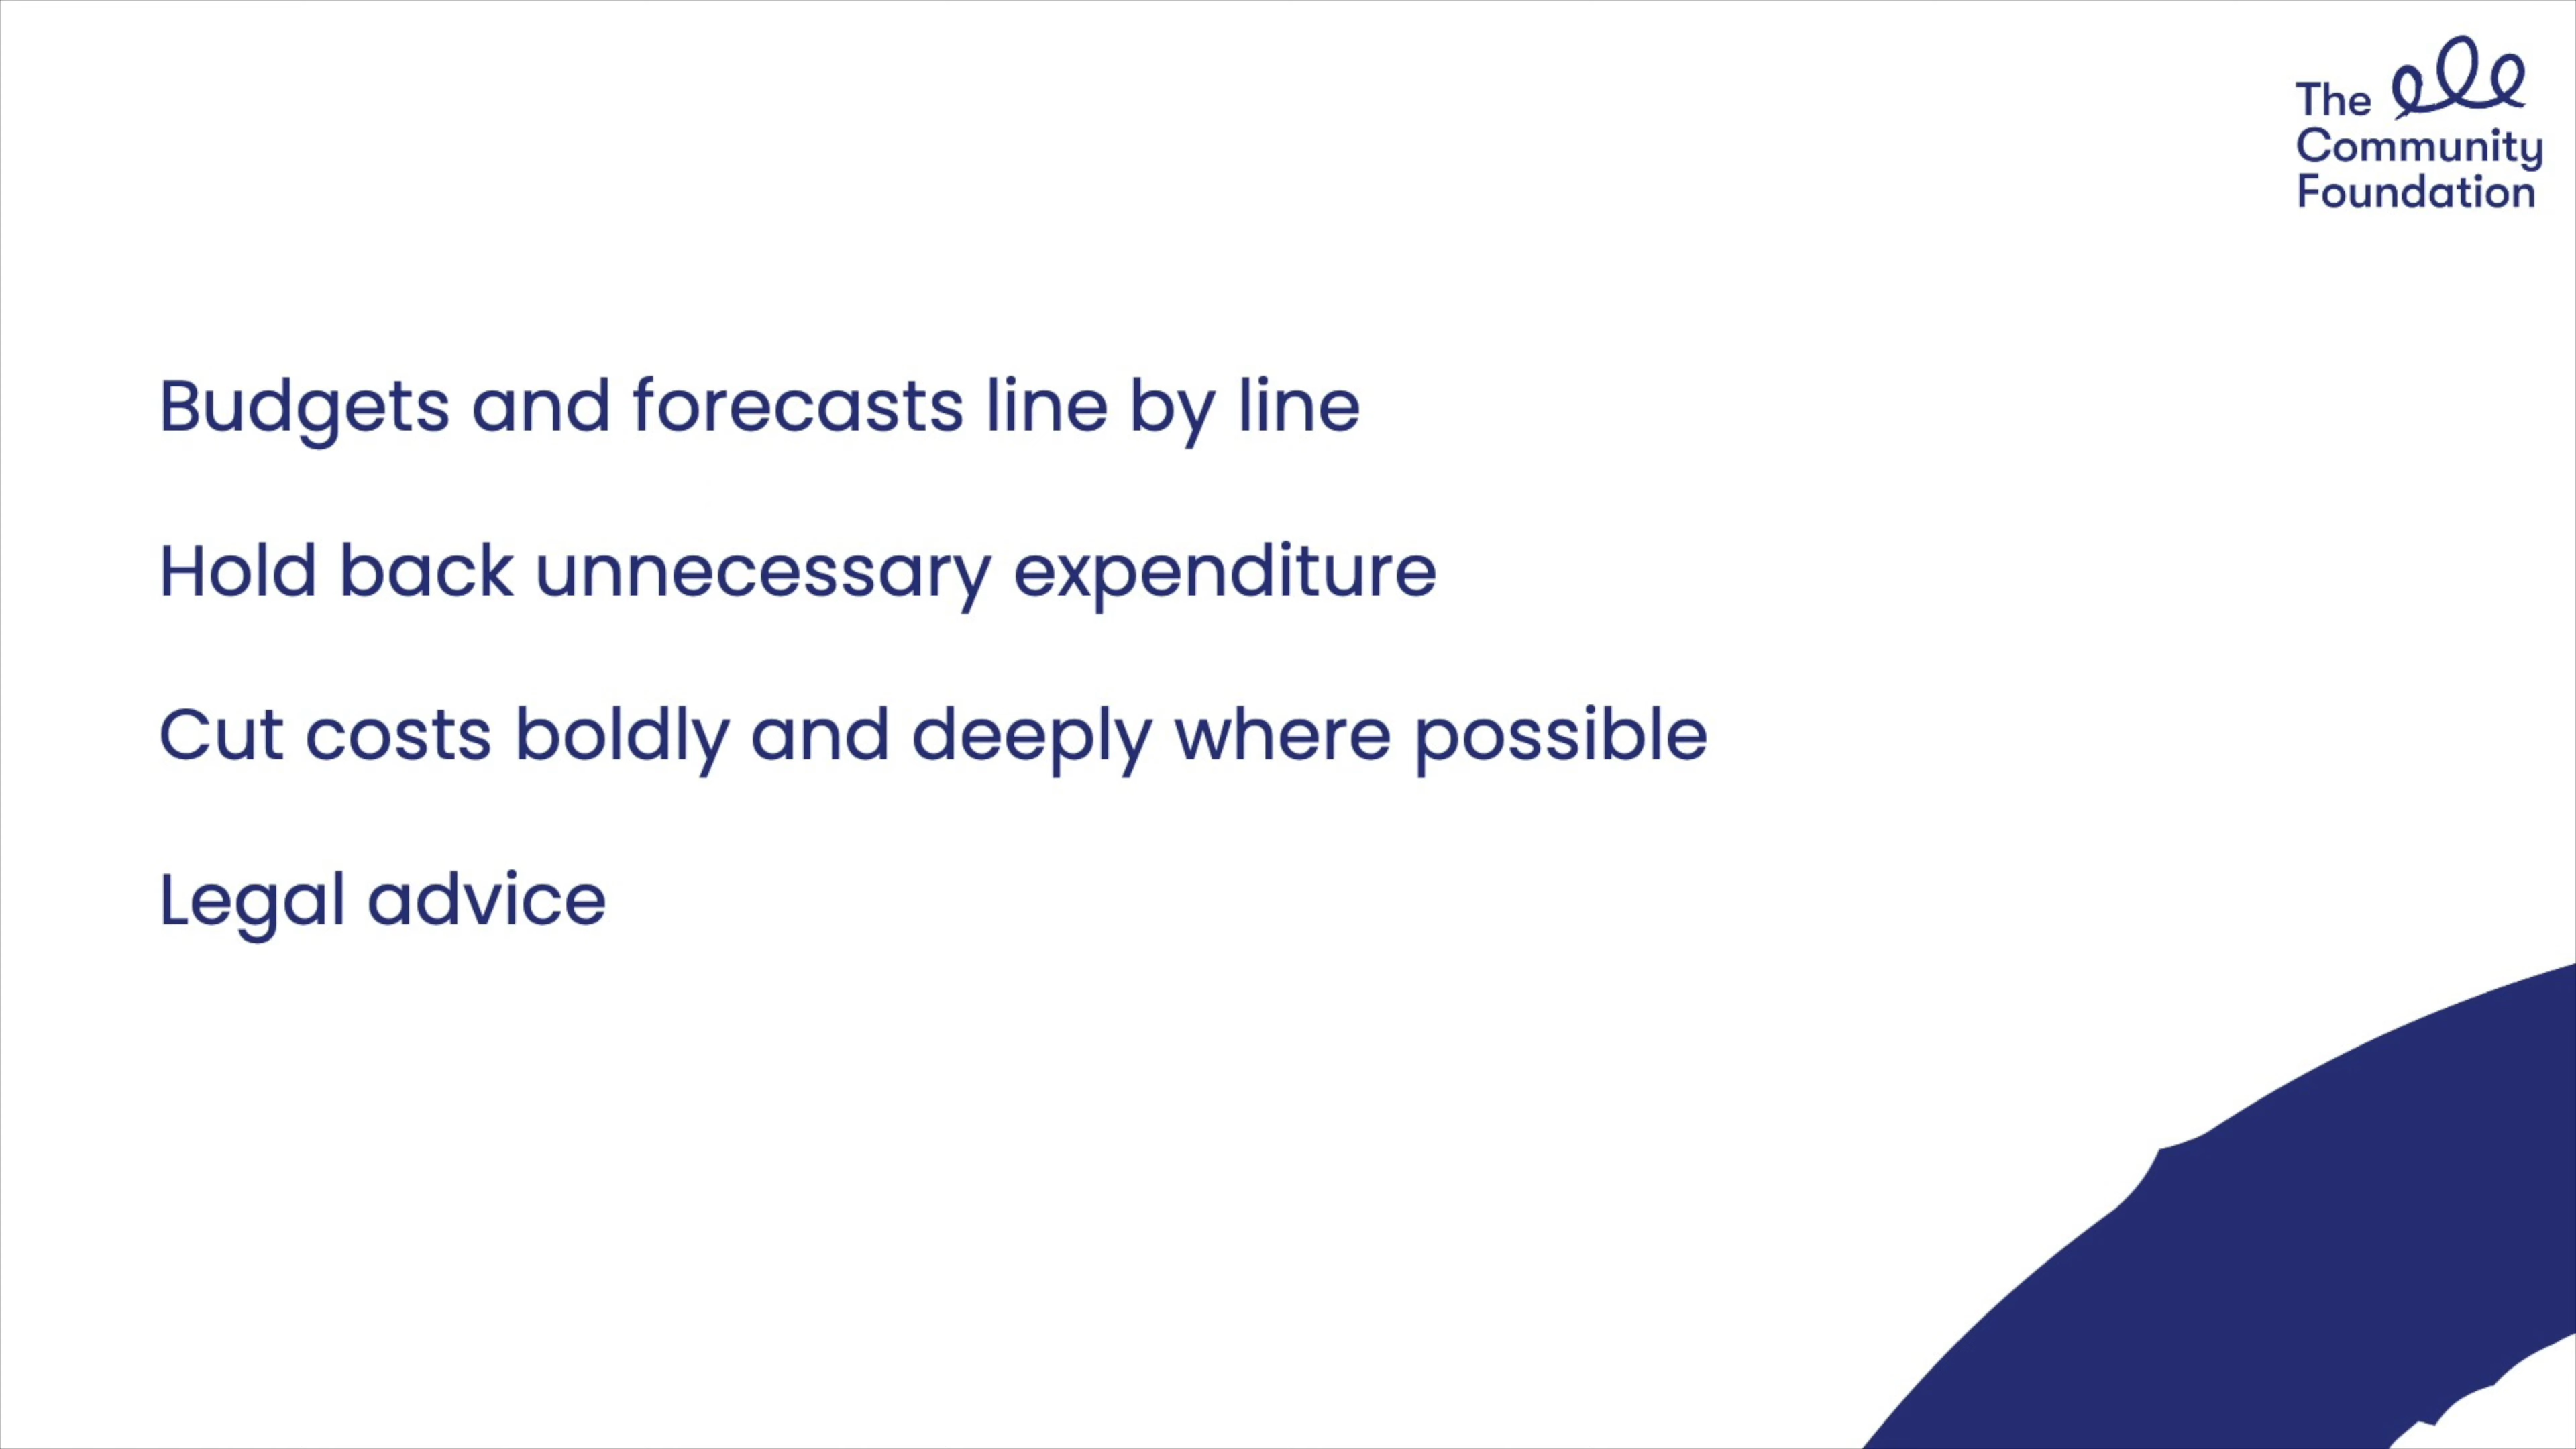 The
Community
Foundation
Budgets and forecasts line by line
Hold back unnecessary expenditure
Cut costs boldly and deeply where possible
Legal advice